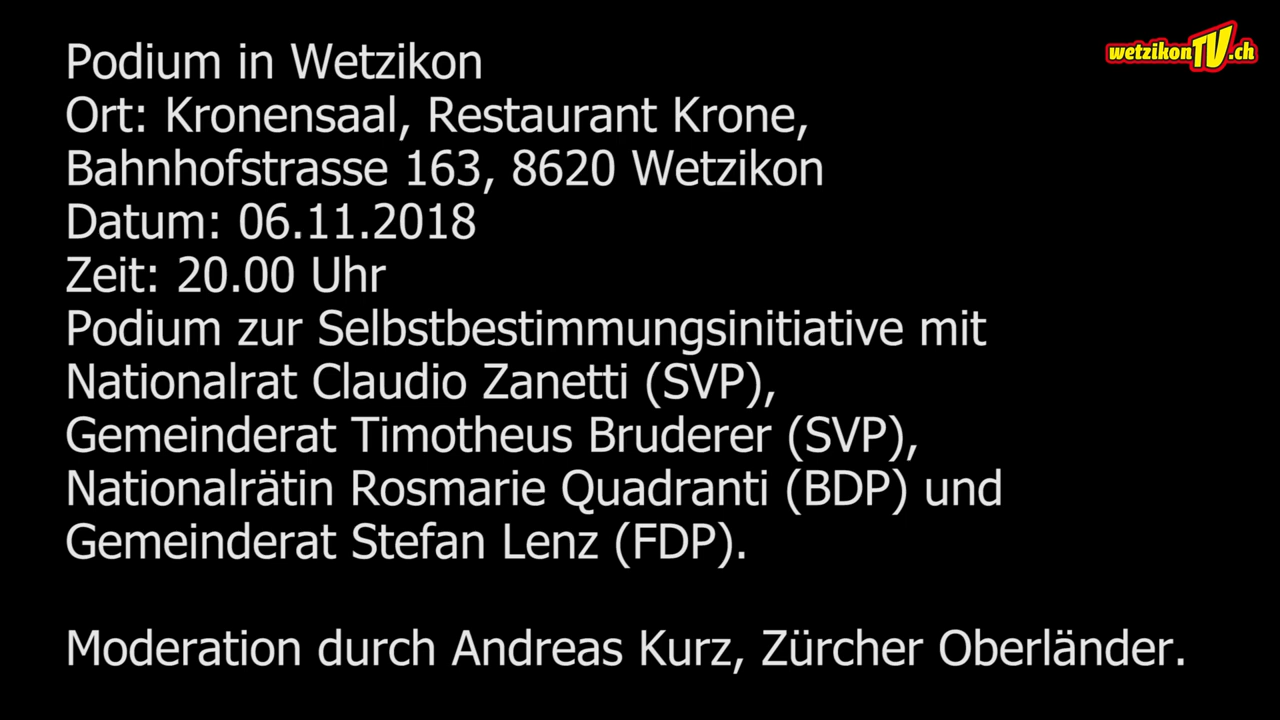 wetzikonTV.ch
Podium in Wetzikon
Ort: Kronensaal, Restaurant Krone,
Bahnhofstrasse 163, 8620 Wetzikon
Datum: 06.11.2018
Zeit: 20.00 Uhr
Podium zur Selbstbestimmungsinitiative mit
Nationalrat Claudio Zanetti (SVP),
Gemeinderat Timotheus Bruderer (SVP),
Nationalrätin Rosmarie Quadranti (BDP) und
Gemeinderat Stefan Lenz (FDP).
Moderation durch Andreas Kurz, Zürcher Oberländer.